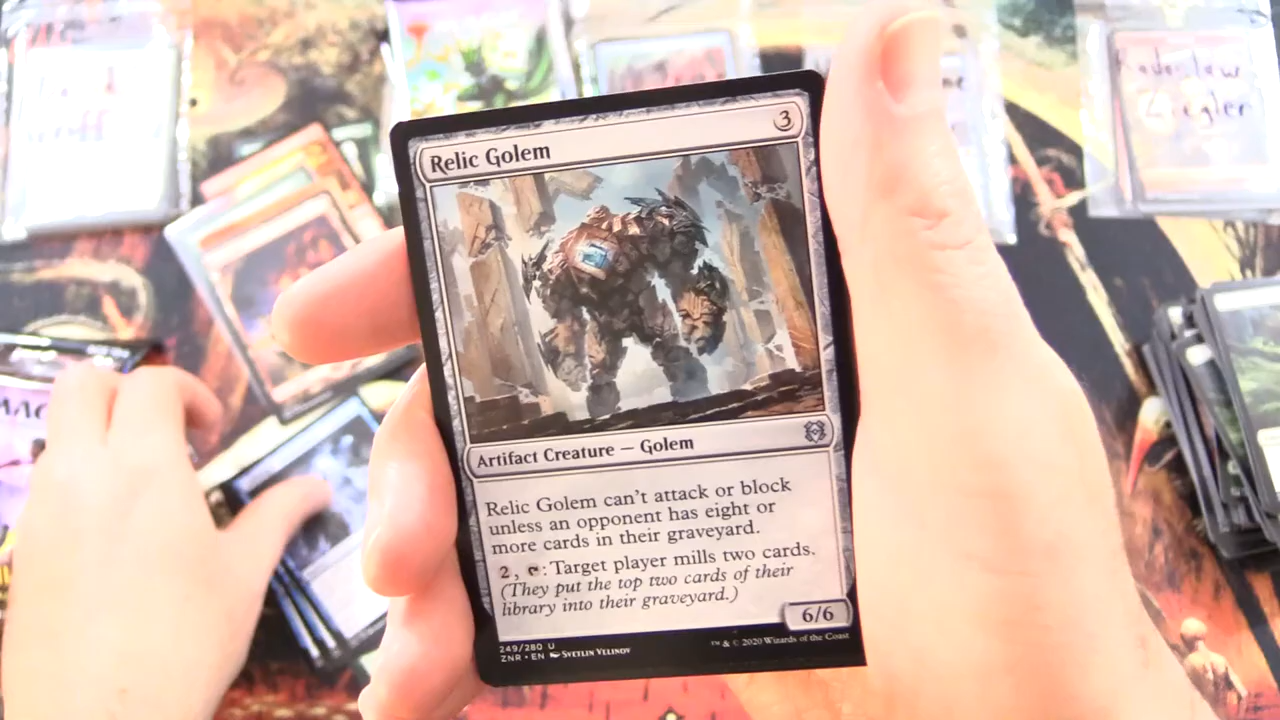 Relic Golem 3
Artifact Creature — Golem
Relic Golem can't attack or block
unless an opponent has eight or
more cards in their graveyard.
2, : Target player mills two cards.
(They put the top two cards of their
library into their graveyard.)
6/6
249/280 U
ZNR • EN Svetlin Velinov
™ & © 2020 Wizards of the Coast